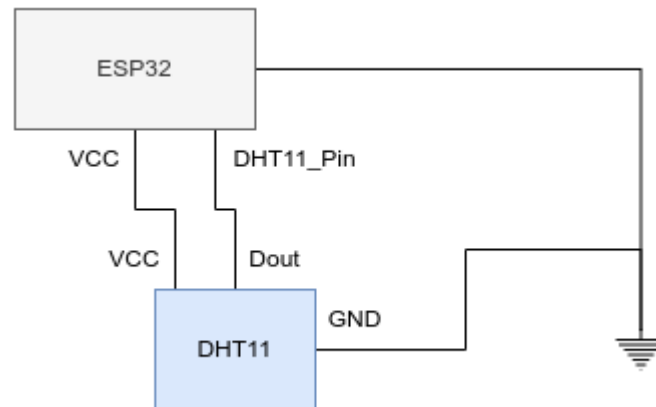 ESP32
VCC
DHT11_Pin
VCC
Dout
GND
DHT11